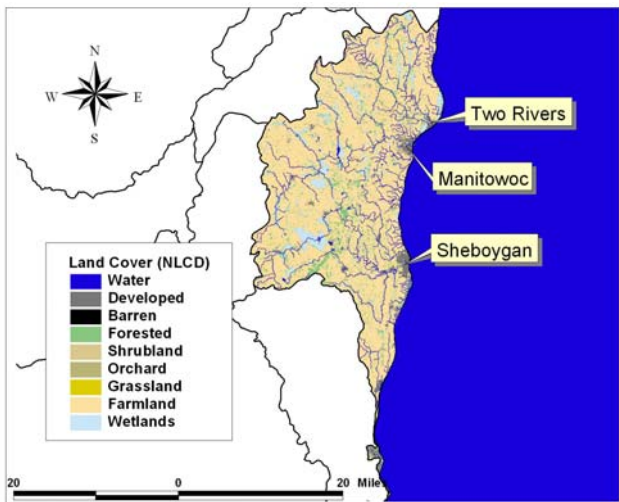 N
W E
S
Two Rivers
Manitowoc
Sheboygan
Land Cover (NLCD)
Water
Developed
Barren
Forested
Shrubland
Orchard
Grassland
Farmland
Wetlands
20 0 20 Miles